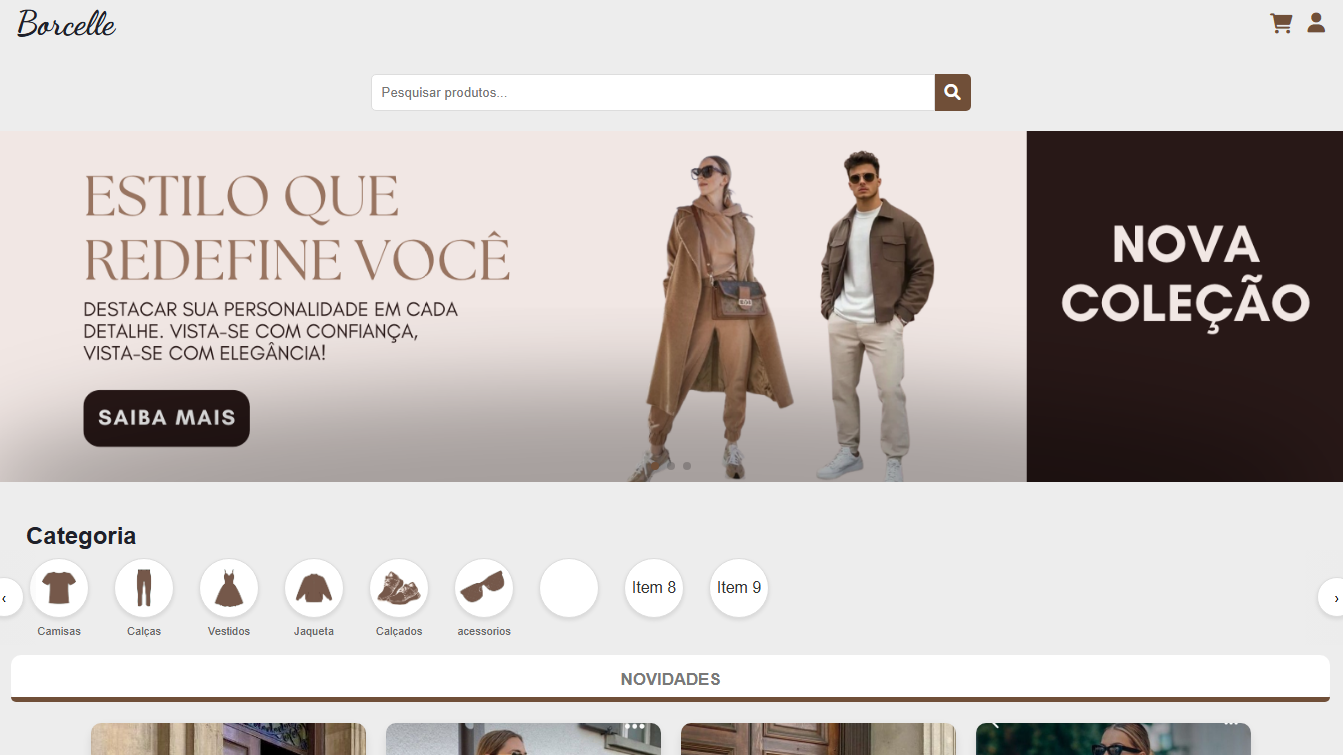 Borcelle
Pesquisar produtos...
ESTILO QUE
REDEFINE VOCÊ
DESTACAR SUA PERSONALIDADE EM CADA
DETALHE. VISTA-SE COM CONFIANÇA,
VISTA-SE COM ELEGÂNCIA!
SAIBA MAIS
NOVA
COLEÇÃO
Categoria
‹
Item 8
Item 9
›
Camisas
Calças
Vestidos
Jaqueta
Calçados
acessorios
NOVIDADES